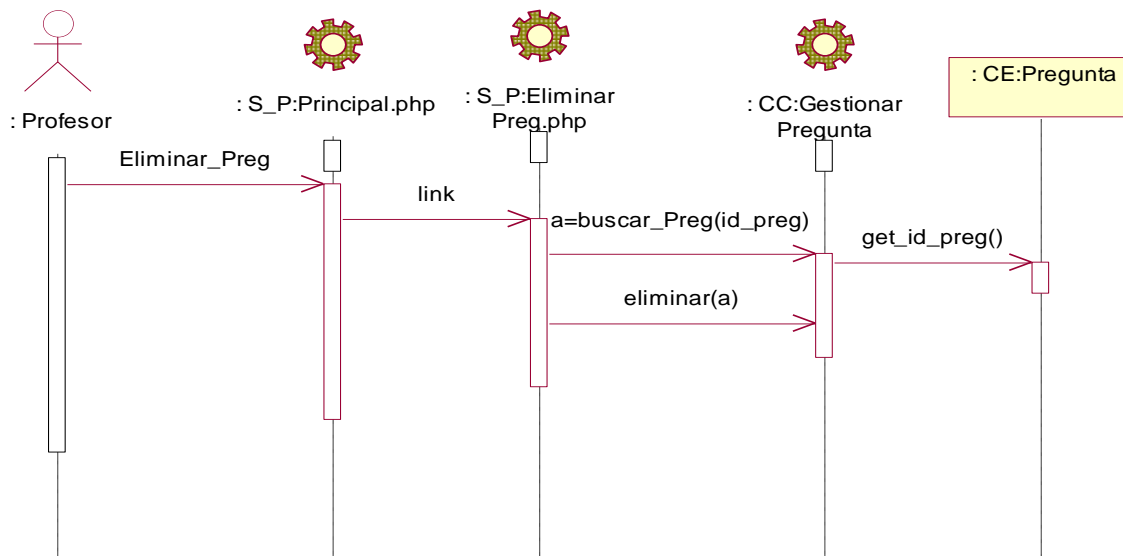 : Profesor
: S_P:Principal.php
: S_P:Eliminar
Preg.php
: CC:Gestionar
Pregunta
: CE:Pregunta
Eliminar_Preg
link
a=buscar_Preg(id_preg)
get_id_preg()
eliminar(a)